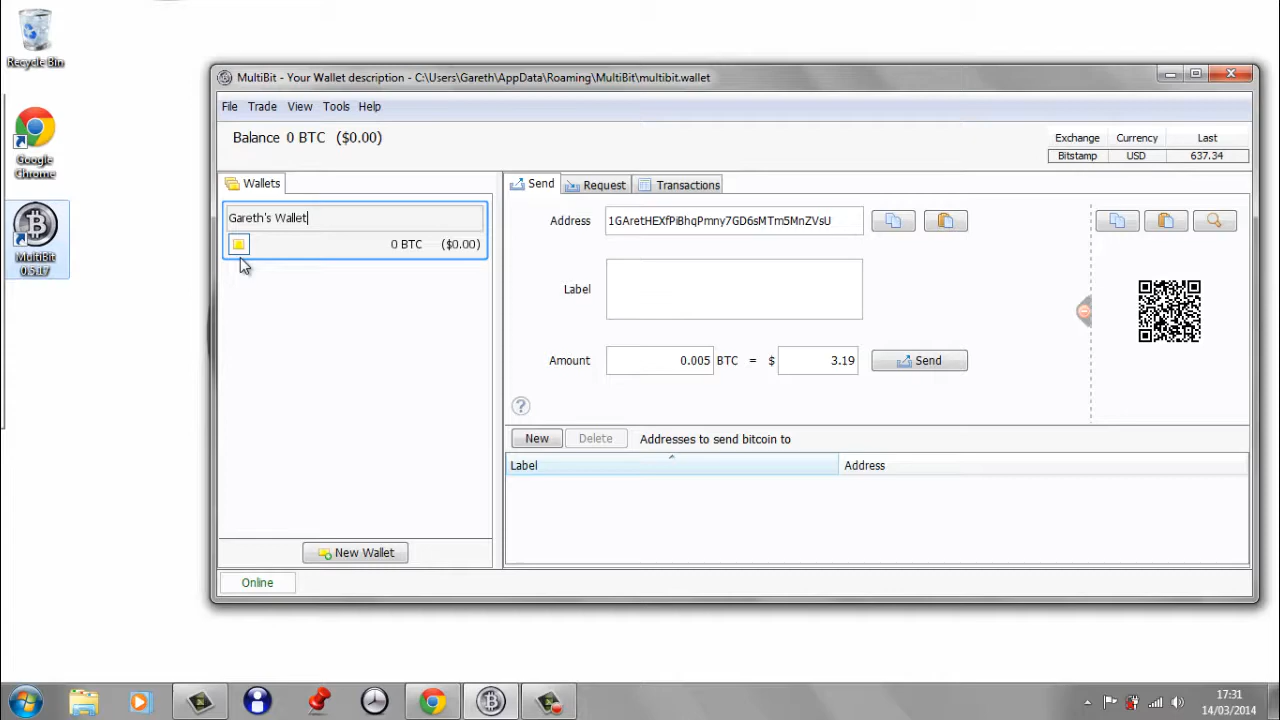 Recycle Bin
Google
Chrome
MultiBit
0.5.17
MultiBit - Your Wallet description - C:\Users\Gareth\AppData\Roaming\MultiBit\multibit.wallet
File Trade View Tools Help
Balance 0 BTC ($0.00)
Exchange Currency Last
Bitstamp USD 637.34
Wallets
Gareth's Wallet
0 BTC ($0.00)
New Wallet
Online
Send Request Transactions
Address 1GAretHEXfPiBhqPmny7GD6sMTm5MnZVsU
Label
Amount 0.005 BTC = $ 3.19 Send
?
New Delete Addresses to send bitcoin to
Label Address
17:31
14/03/2014